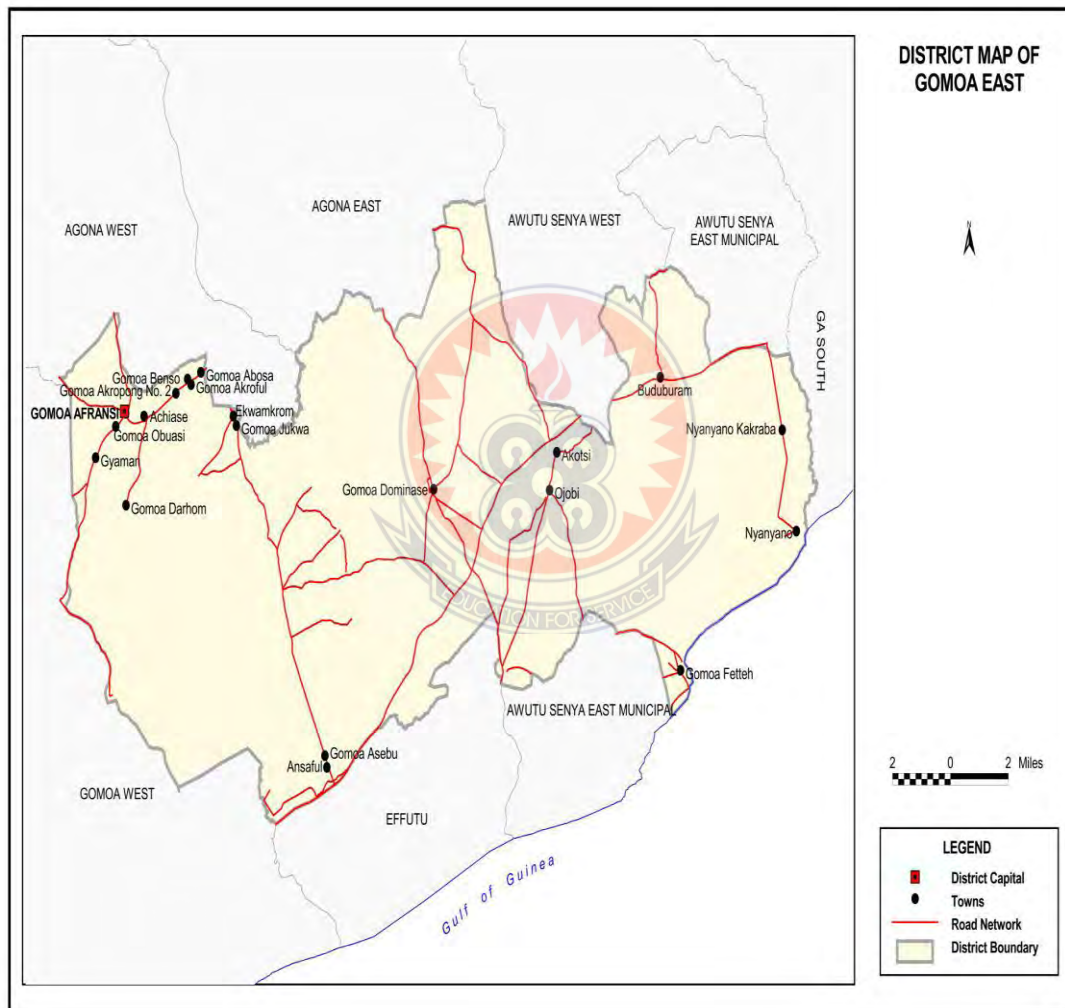 DISTRICT MAP OF
GOMOA EAST
N
AGONA WEST
AGONA EAST
AWUTU SENYA WEST
AWUTU SENYA
EAST MUNICIPAL
GA SOUTH
Gomoa Benso
Gomoa Abosa
Gomoa Akropong No. 2
Gomoa Akroful
GOMOA AFRANSI
Achiase
Ekwamkrom
Gomoa Obuasi
Gomoa Jukwa
Gyaman
Gomoa Darhom
Buduburam
Nyanyano Kakraba
Akotsi
Gomoa Dominase
Ojobi
Nyanyano
EDUCATION FOR SERVICE
Gomoa Fetteh
AWUTU SENYA EAST MUNICIPAL
Gomoa Asebu
Ansaful
GOMOA WEST
EFFUTU
Gulf of Guinea
2 0 2 Miles
LEGEND
District Capital
Towns
Road Network
District Boundary